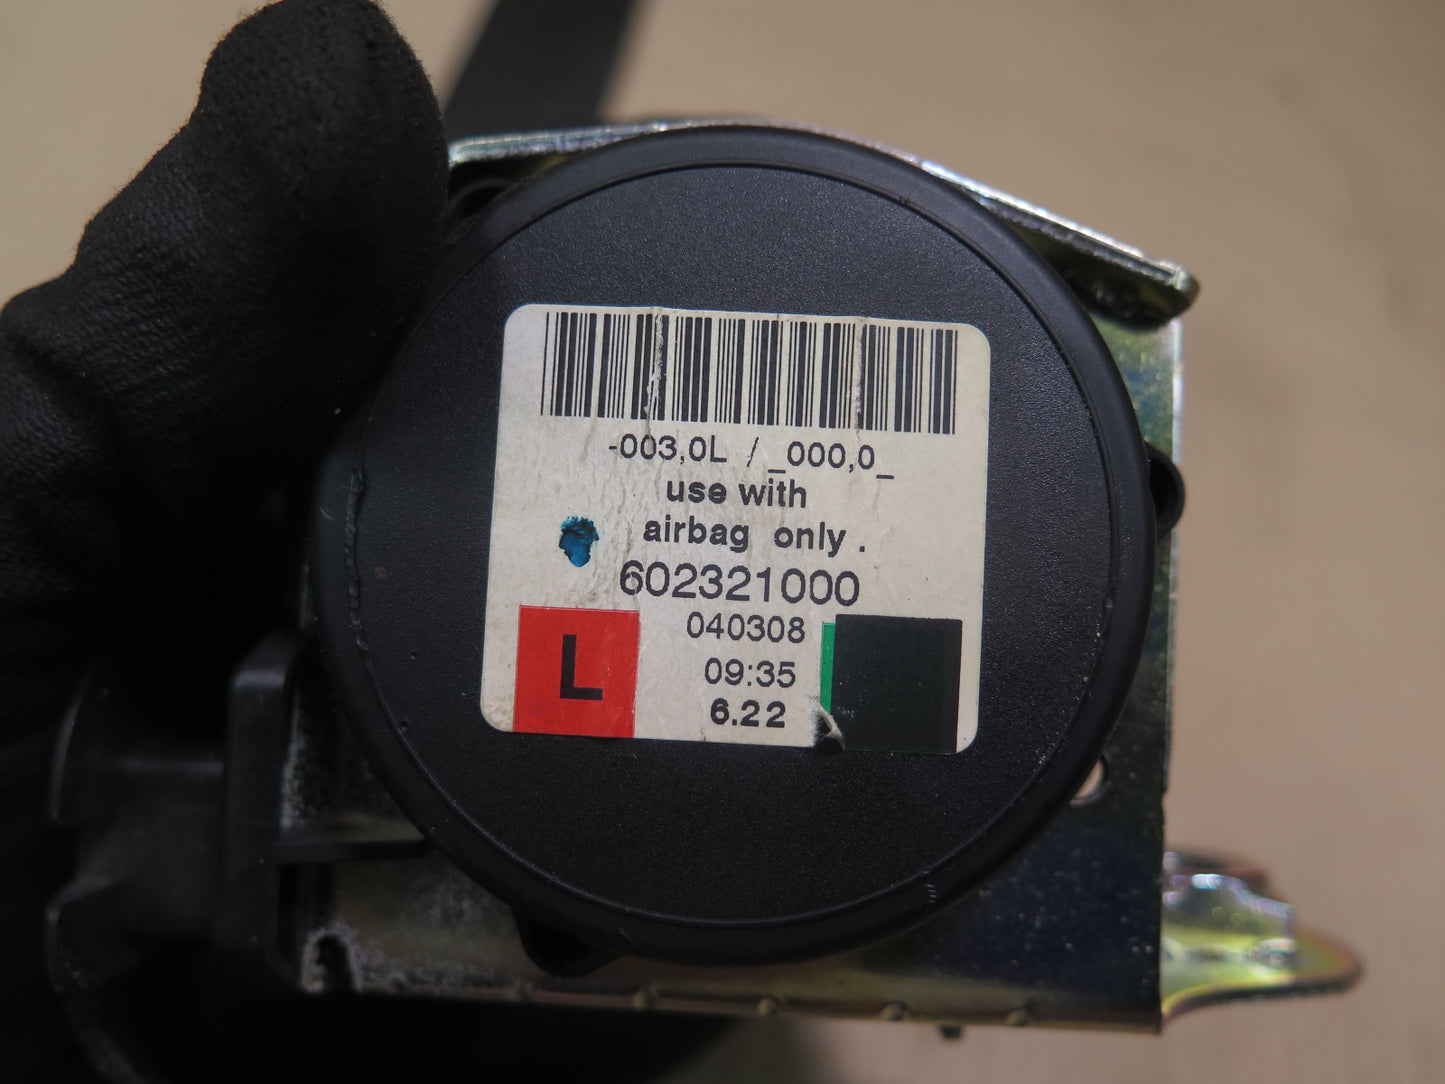 -003,0L / _000,0_
use with
airbag only .
602321000
L
040308
09:35
6.22